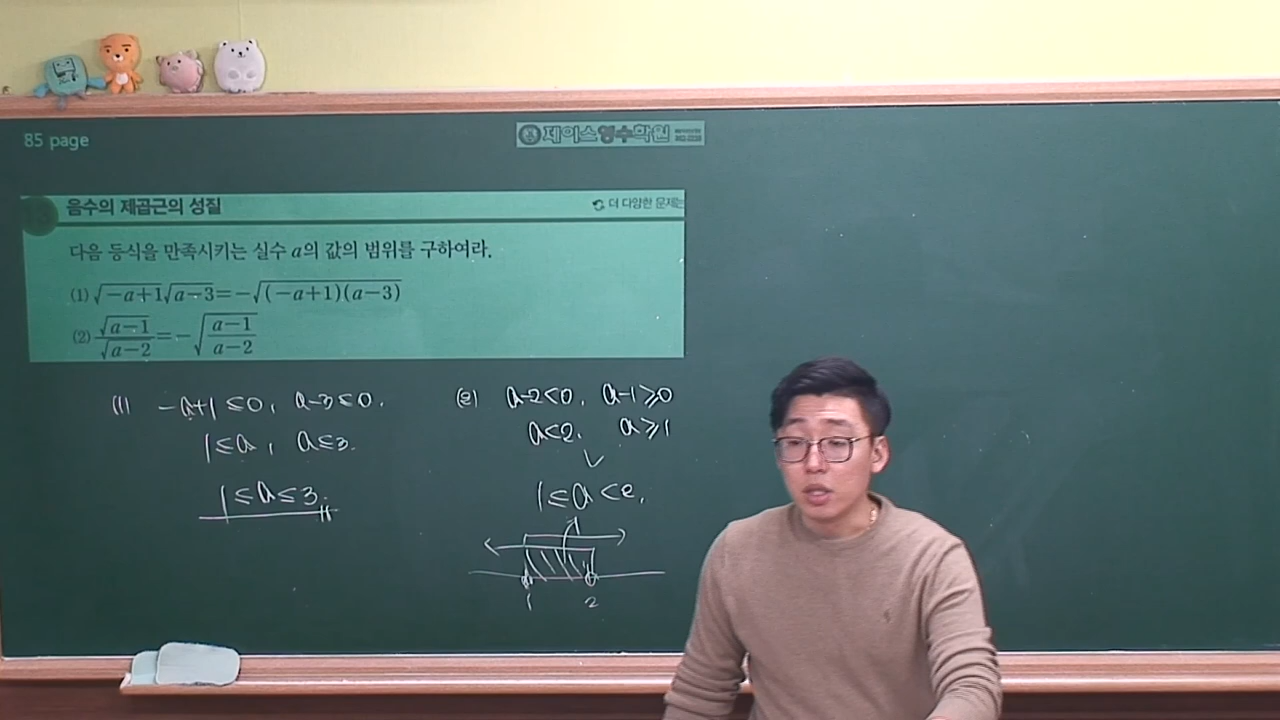 85 page
제이스영수학원
음수의 제곱근의 성질
더 다양한 문제는
다음 등식을 만족시키는 실수 a의 값의 범위를 구하여라.
(1) √(−a+1)√(a−3)=−√((−a+1)(a−3))
(2) √(a−1)/√(a−2)=−√((a−1)/(a−2))
(1) −a+1≤0, a−3≤0.
1≤a, a≤3.
1≤a≤3.
(2) a−2<0, a−1≥0
a<2, a≥1
1≤a<2.
1 2